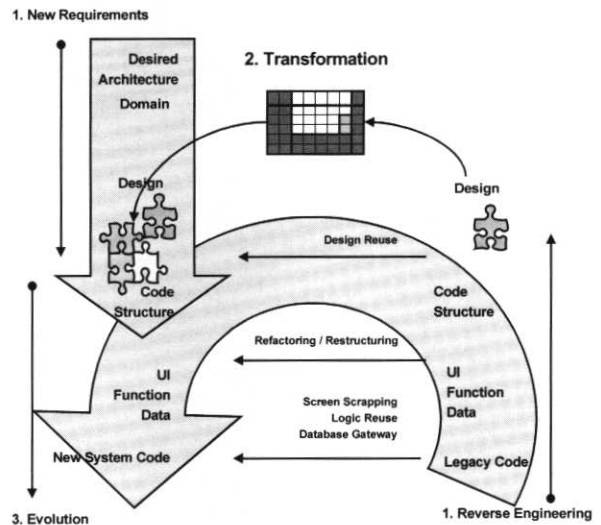 1. New Requirements
Desired
Architecture
Domain
2. Transformation
Design
Design
Design Reuse
Code
Structure
Code
Structure
Refactoring / Restructuring
UI
Function
Data
UI
Function
Data
Screen Scrapping
Logic Reuse
Database Gateway
New System Code
Legacy Code
3. Evolution
1. Reverse Engineering